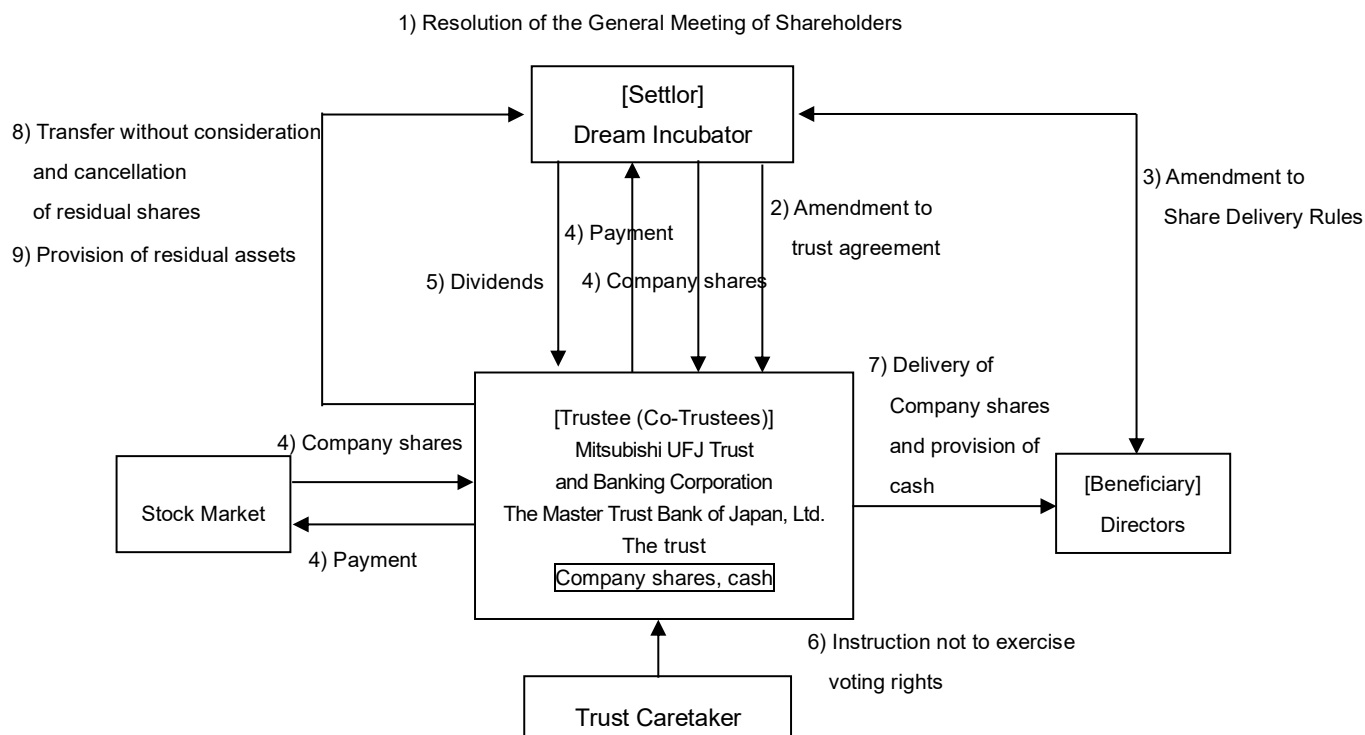 1) Resolution of the General Meeting of Shareholders
[Settlor]
Dream Incubator
8) Transfer without consideration
and cancellation
of residual shares
9) Provision of residual assets
3) Amendment to
Share Delivery Rules
2) Amendment to
trust agreement
4) Payment
5) Dividends
4) Company shares
7) Delivery of
Company shares
and provision of
cash
[Trustee (Co-Trustees)]
Mitsubishi UFJ Trust
and Banking Corporation
The Master Trust Bank of Japan, Ltd.
The trust
Company shares, cash
4) Company shares
Stock Market
4) Payment
[Beneficiary]
Directors
6) Instruction not to exercise
voting rights
Trust Caretaker